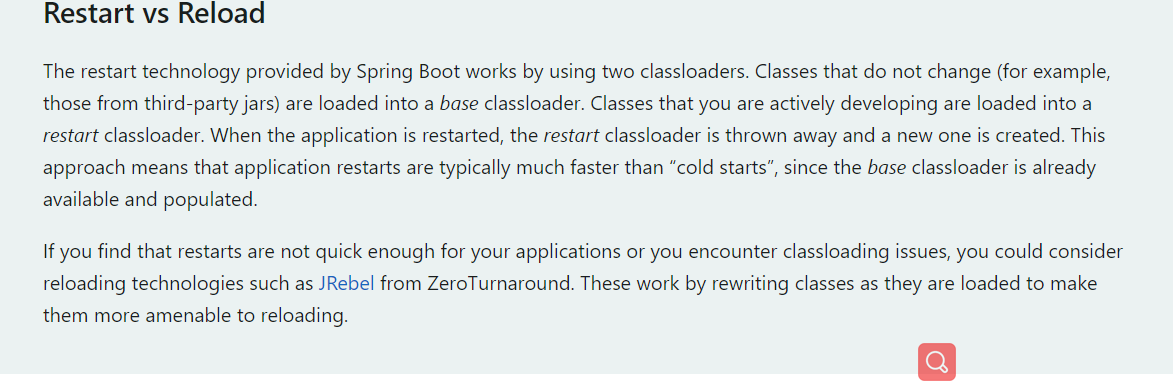 Restart vs Reload
The restart technology provided by Spring Boot works by using two classloaders. Classes that do not change (for example,
those from third-party jars) are loaded into a base classloader. Classes that you are actively developing are loaded into a
restart classloader. When the application is restarted, the restart classloader is thrown away and a new one is created. This
approach means that application restarts are typically much faster than “cold starts”, since the base classloader is already
available and populated.
If you find that restarts are not quick enough for your applications or you encounter classloading issues, you could consider
reloading technologies such as JRebel from ZeroTurnaround. These work by rewriting classes as they are loaded to make
them more amenable to reloading.